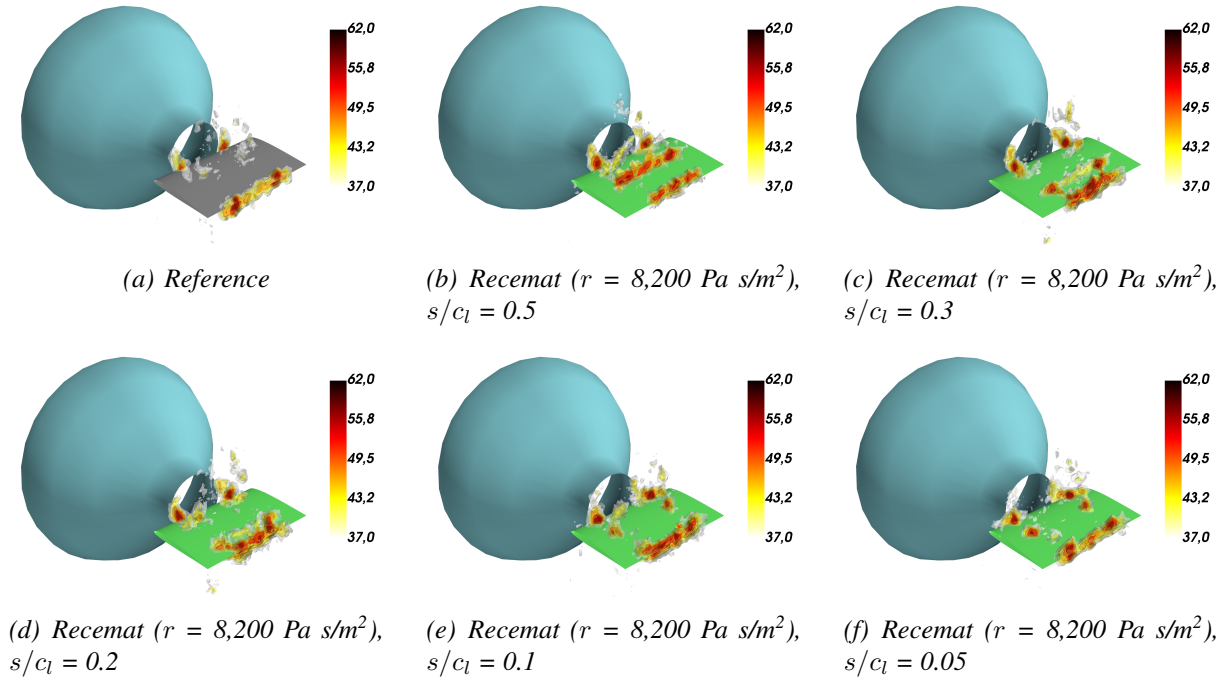 62,0
55,8
49,5
43,2
37,0
62,0
55,8
49,5
43,2
37,0
62,0
55,8
49,5
43,2
37,0
(a) Reference
(b) Recemat (r = 8,200 Pa s/m²),
s/cₗ = 0.5
(c) Recemat (r = 8,200 Pa s/m²),
s/cₗ = 0.3
62,0
55,8
49,5
43,2
37,0
62,0
55,8
49,5
43,2
37,0
62,0
55,8
49,5
43,2
37,0
(d) Recemat (r = 8,200 Pa s/m²),
s/cₗ = 0.2
(e) Recemat (r = 8,200 Pa s/m²),
s/cₗ = 0.1
(f) Recemat (r = 8,200 Pa s/m²),
s/cₗ = 0.05